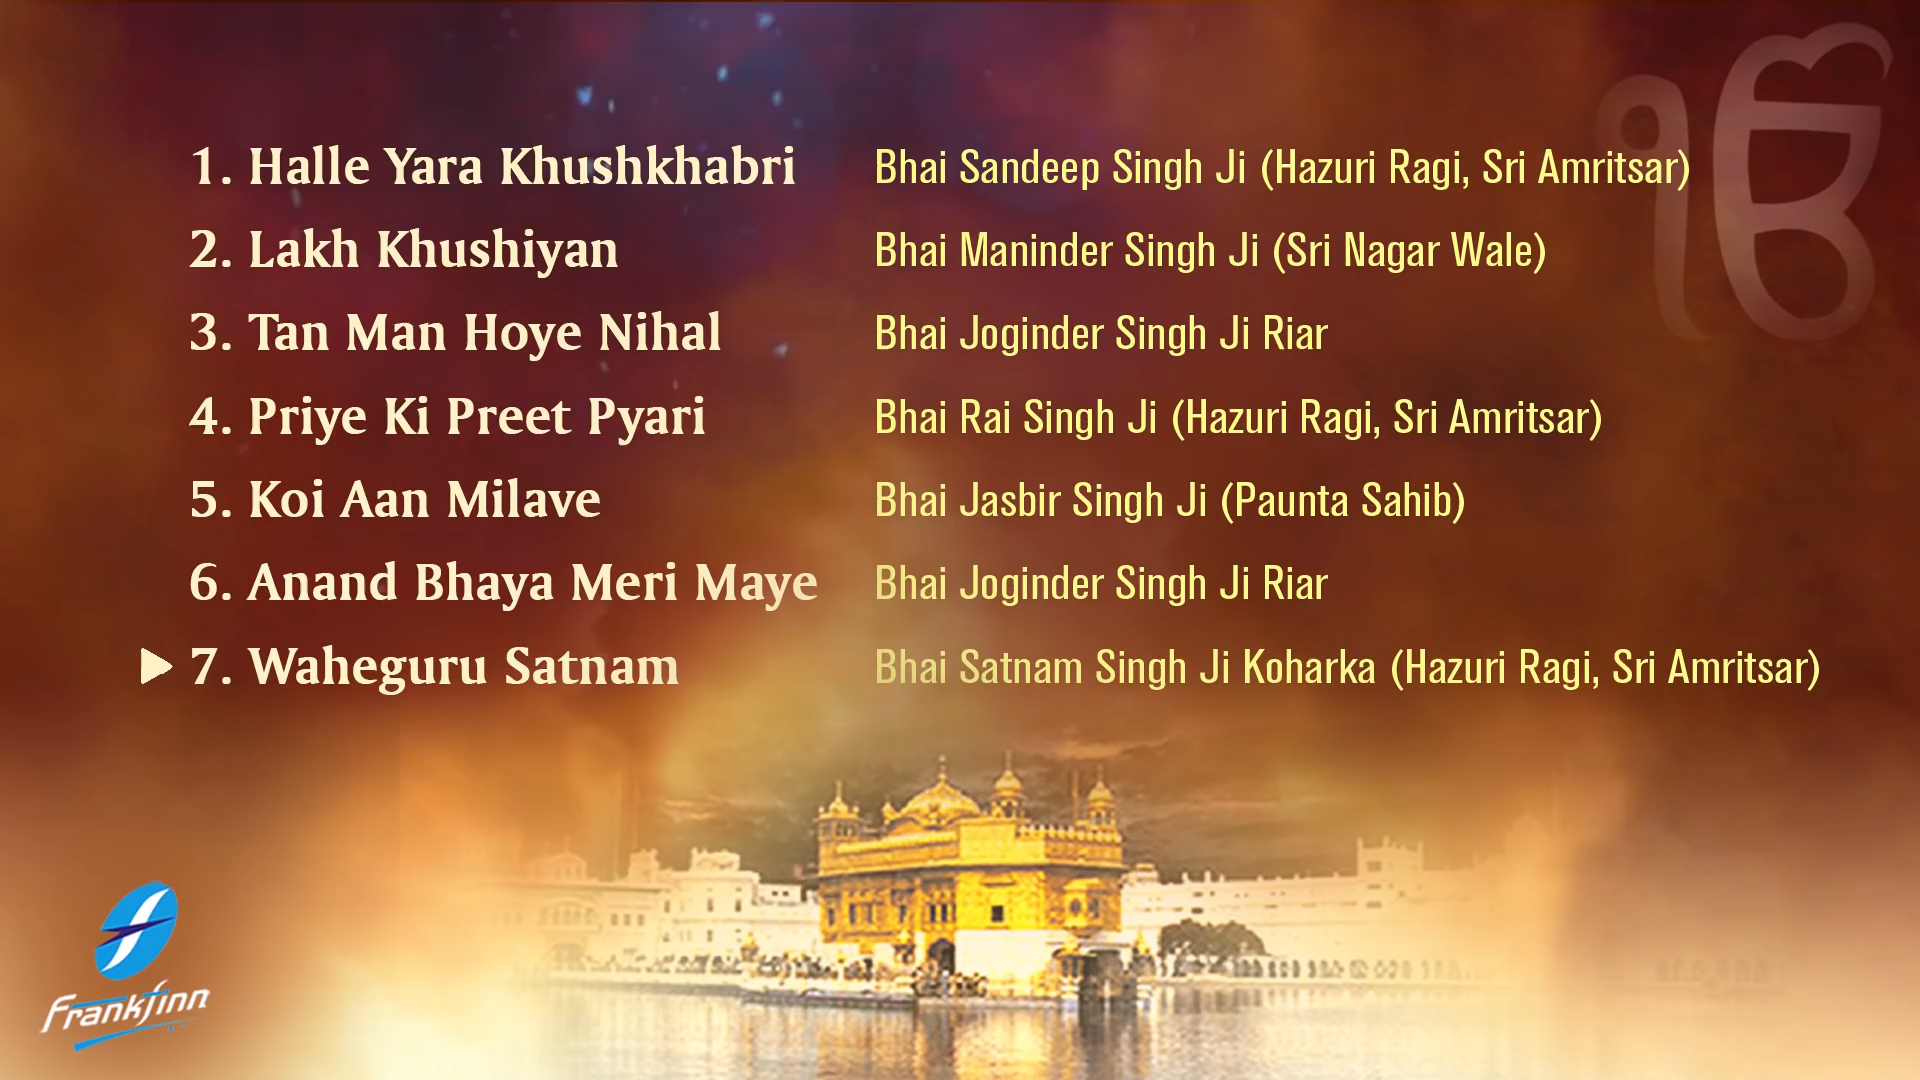 1. Halle Yara Khushkhabri Bhai Sandeep Singh Ji (Hazuri Ragi, Sri Amritsar)
2. Lakh Khushiyan Bhai Maninder Singh Ji (Sri Nagar Wale)
3. Tan Man Hoye Nihal Bhai Joginder Singh Ji Riar
4. Priye Ki Preet Pyari Bhai Rai Singh Ji (Hazuri Ragi, Sri Amritsar)
5. Koi Aan Milave Bhai Jasbir Singh Ji (Paunta Sahib)
6. Anand Bhaya Meri Maye Bhai Joginder Singh Ji Riar
7. Waheguru Satnam Bhai Satnam Singh Ji Koharka (Hazuri Ragi, Sri Amritsar)
ੴ
Frankfinn